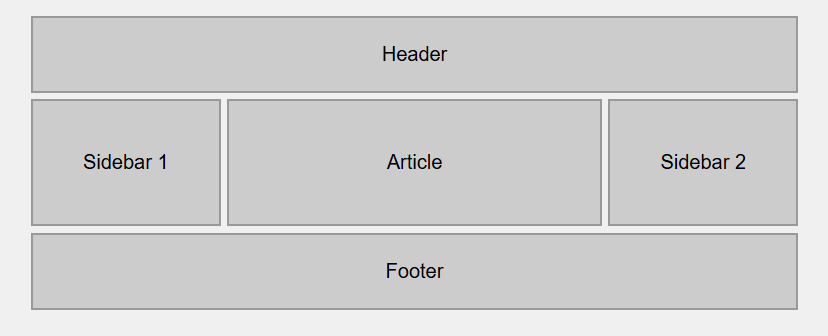 Header
Sidebar 1
Article
Sidebar 2
Footer